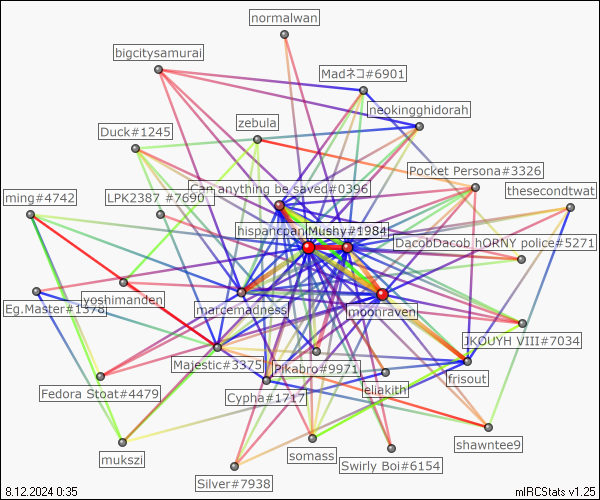 normalwan
bigcitysamurai
Madネコ#6901
neokingghidorah
zebula
Duck#1245
Pocket Persona#3326
Can anything be saved#0396
thesecondtwat
ming#4742
LPK2387 #7690
hispanicpan
Mushy#1984
DacobDacob hORNY police#5271
yoshimanden
Eg.Master#1378
marcemadness
moonraven
JKOUYH VIII#7034
Majestic#3375
Pikabro#9971
frisout
Fedora Stoat#4479
Cypha#1717
eliakith
shawntee9
mukszi
somass
Swirly Boi#6154
Silver#7938
8.12.2024 0:35
mIRCStats v1.25